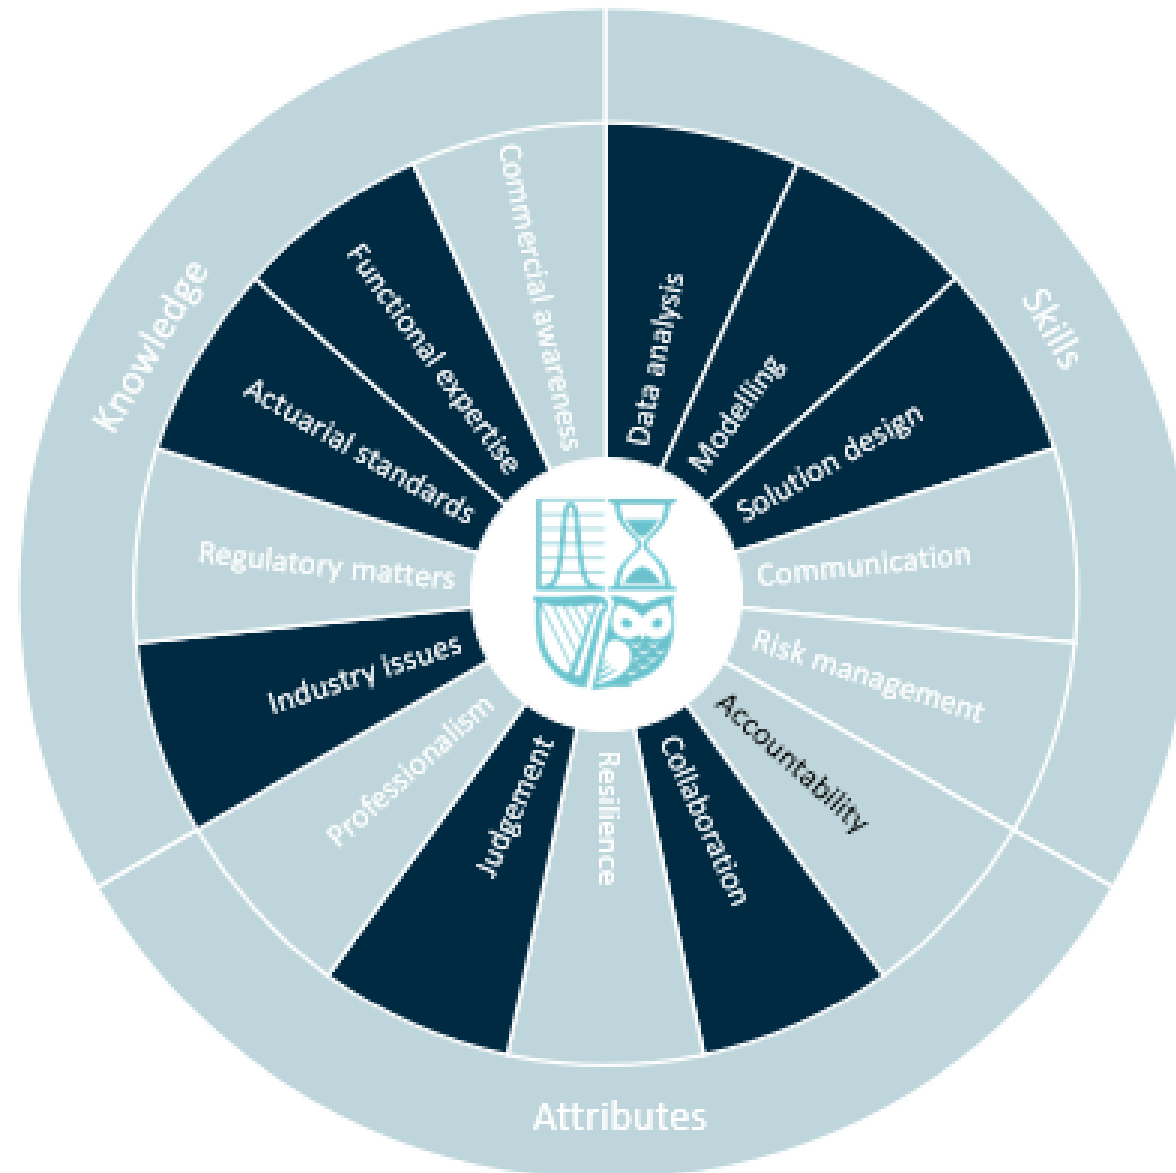 Knowledge
Skills
Attributes
Commercial awareness
Data analysis
Modelling
Solution design
Communication
Risk management
Accountability
Collaboration
Resilience
Judgement
Professionalism
Industry issues
Regulatory matters
Actuarial standards
Functional expertise